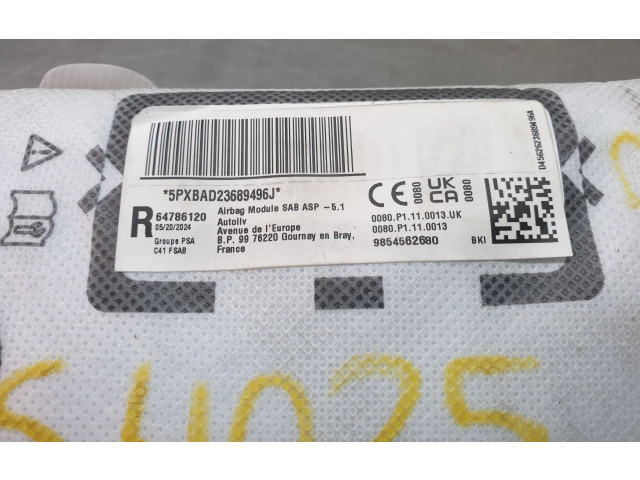 *5PXBAD23689496J*
R 64786120
05/20/2024
Groupe PSA
C41 FSAB
Airbag Module SAB ASP -5.1
Autoliv
Avenue de l'Europe
B.P. 99 76220 Gournay en Bray,
France
CE 0080 UK CA 0080
0080.P1.11.0013.UK
0080.P1.11.0013
9854562680 BKI
D45626236894968A
54025